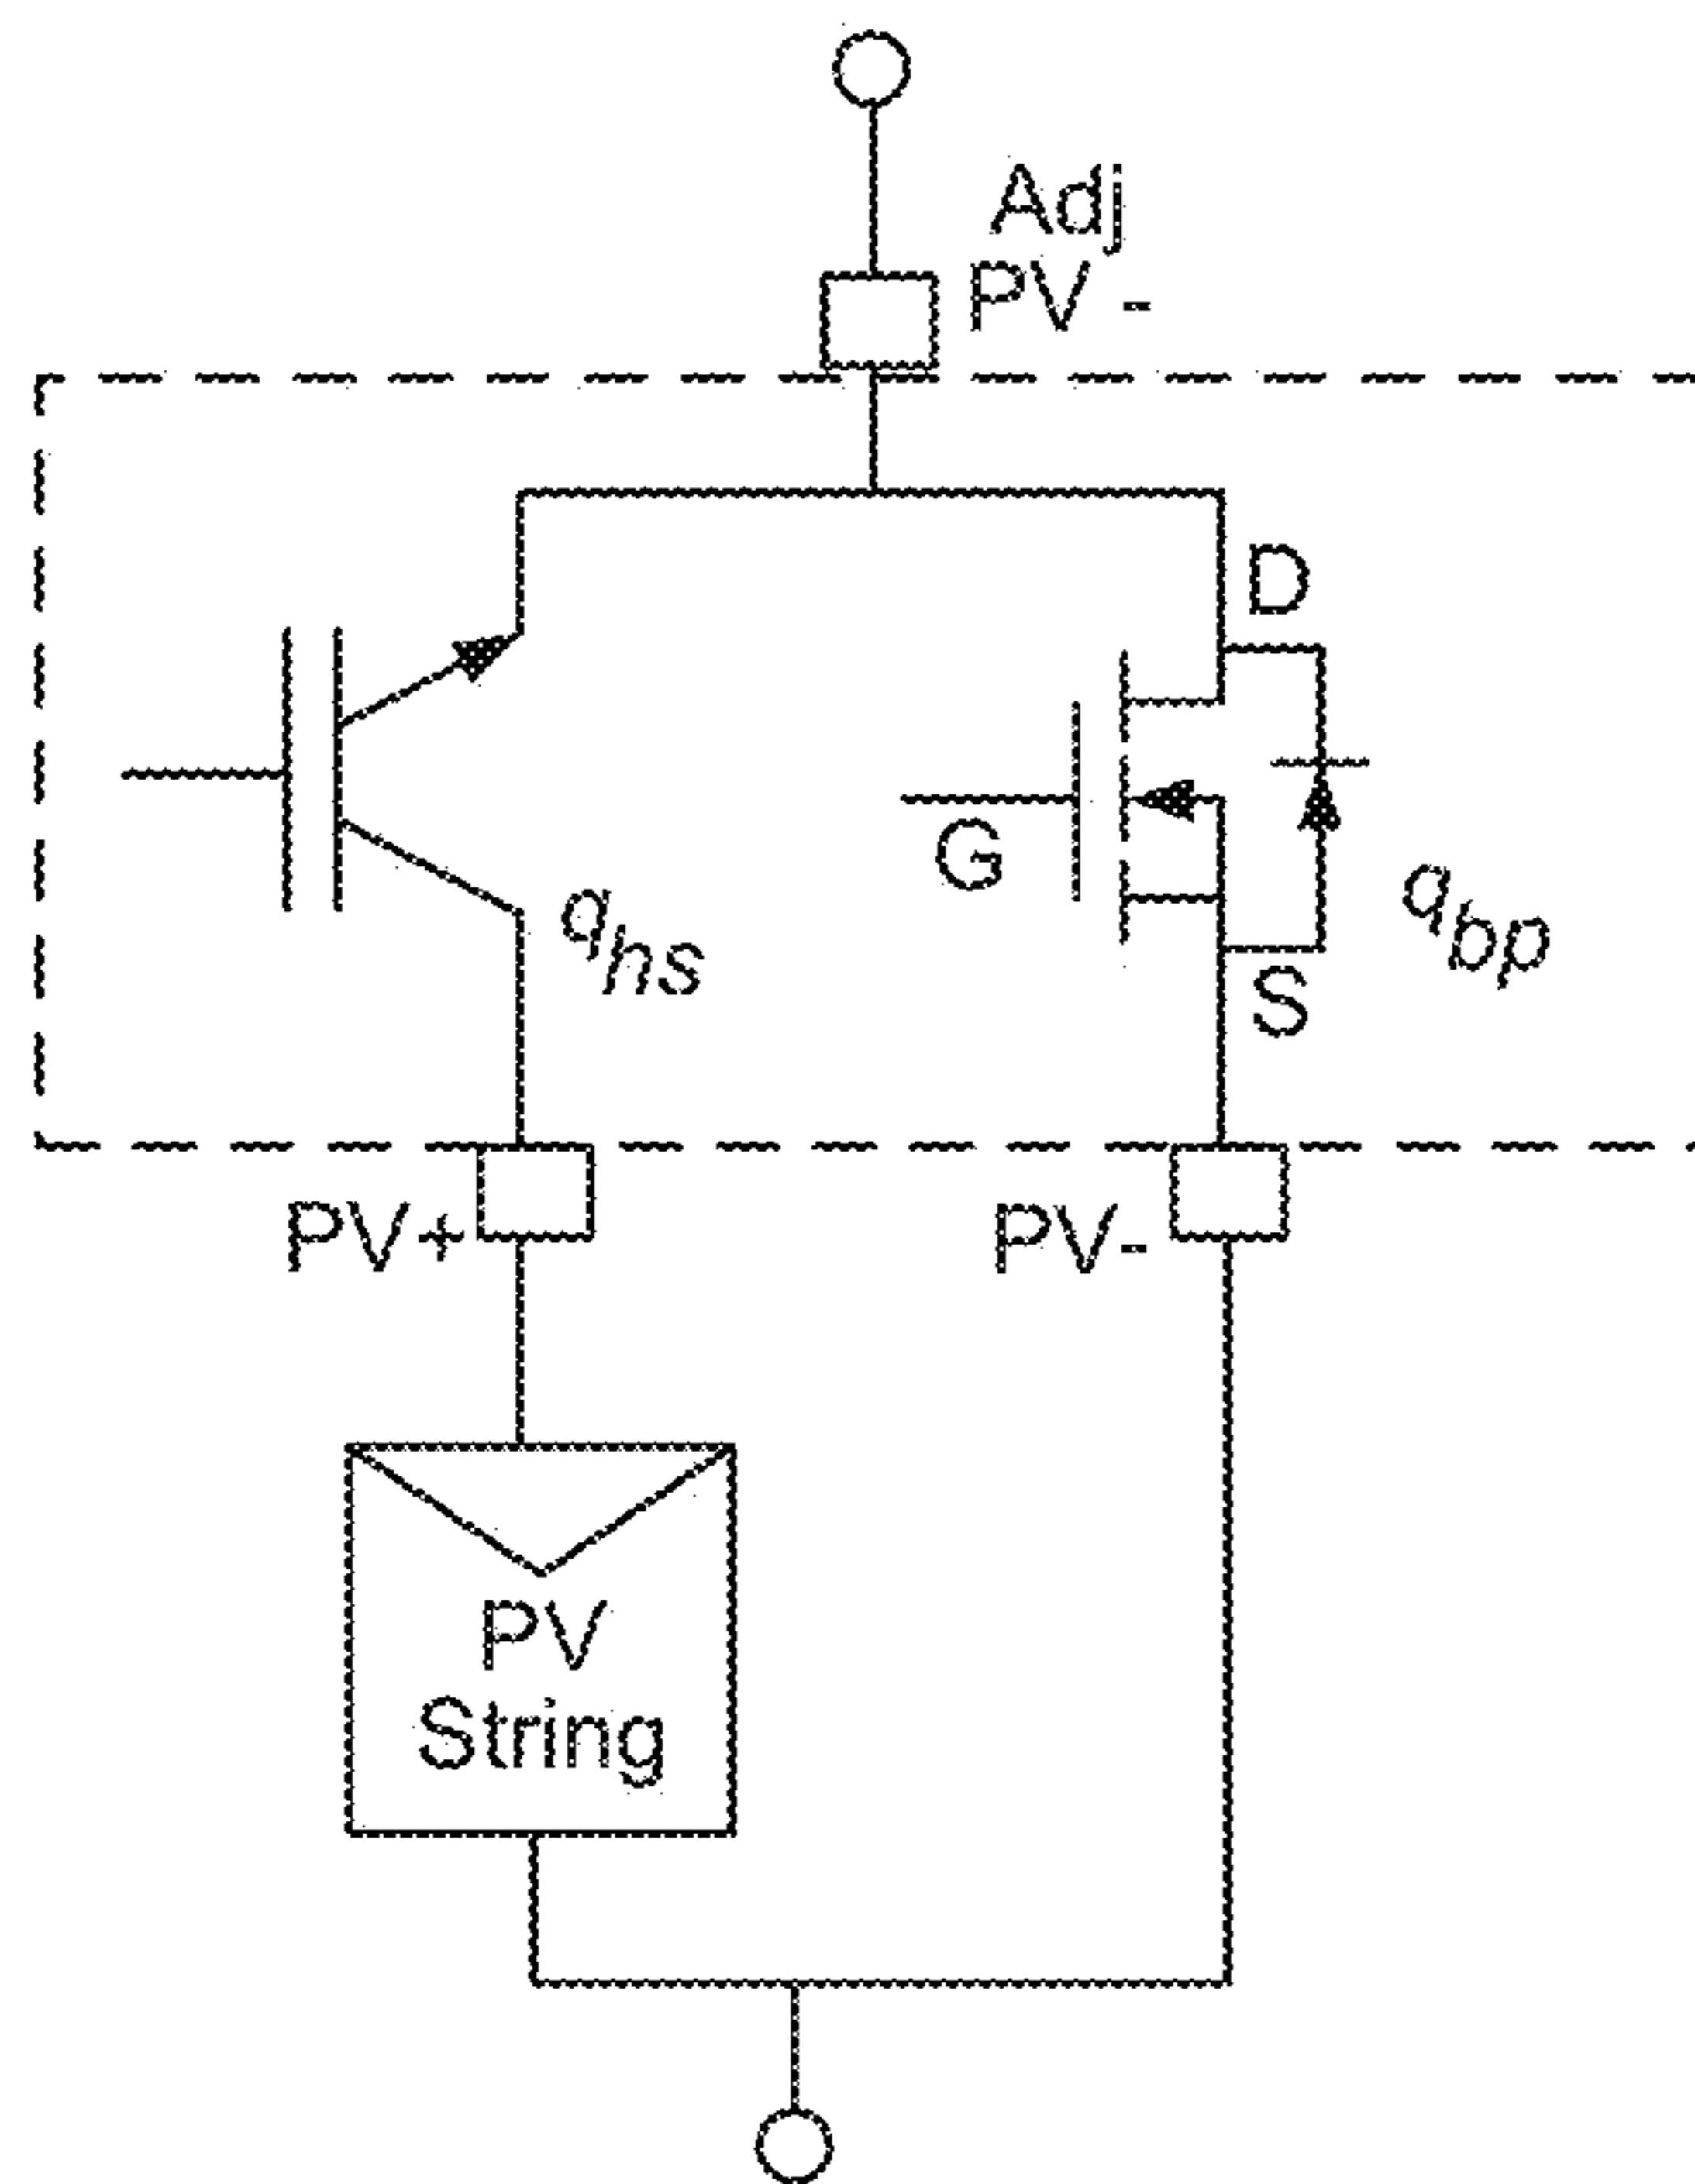 Adj
PV -
D
G
q_hs
q_bp
S
PV+
PV-
PV
String